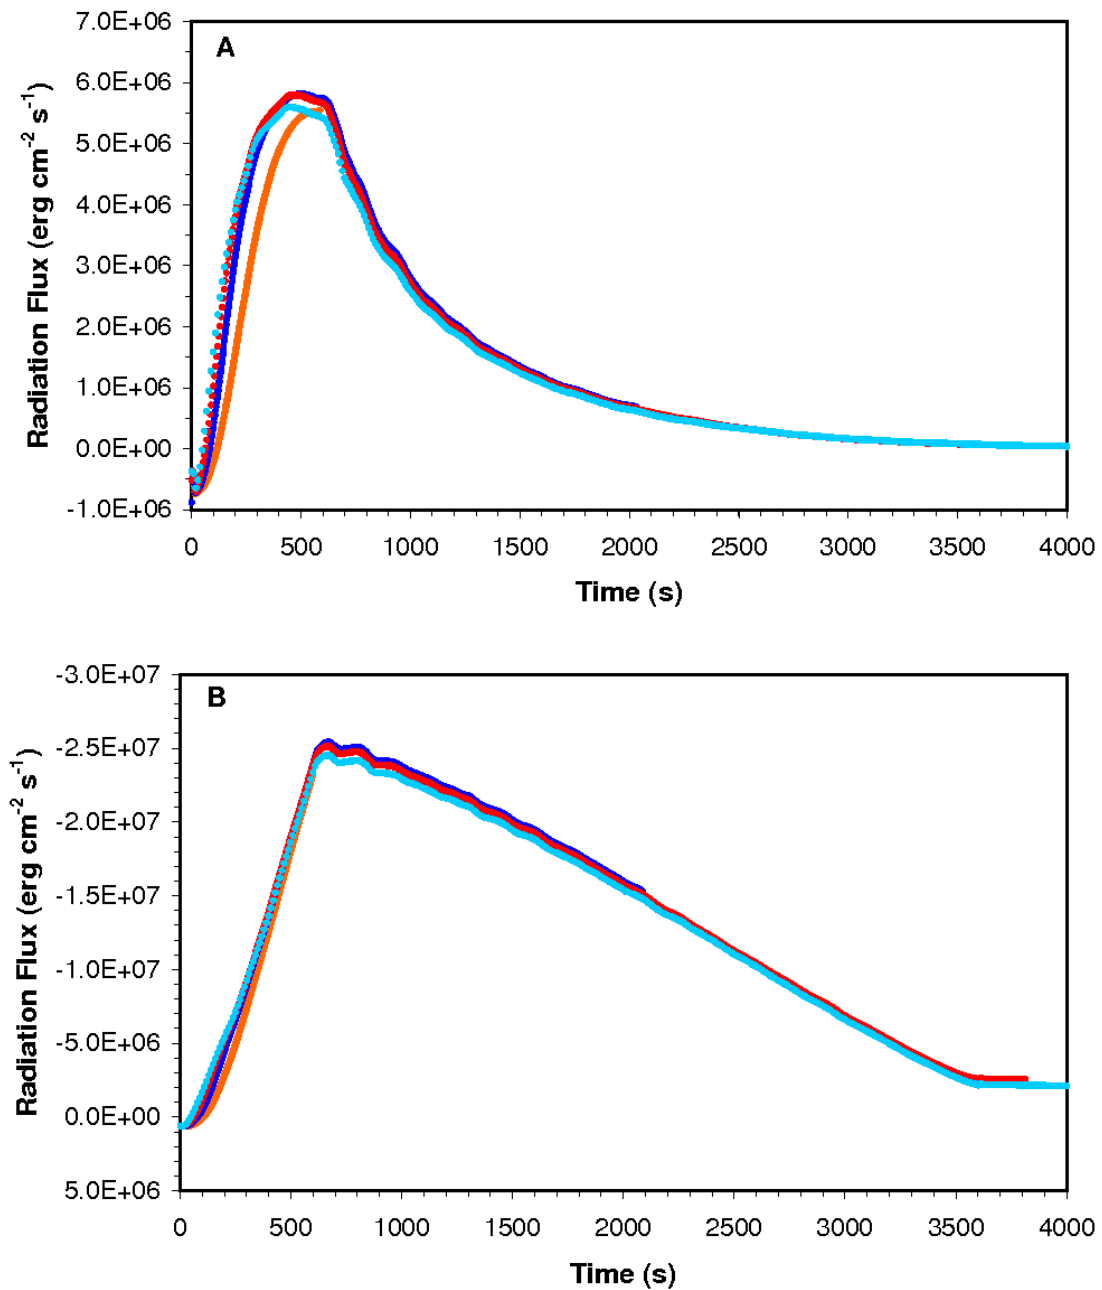 A
7.0E+06
6.0E+06
5.0E+06
4.0E+06
3.0E+06
2.0E+06
1.0E+06
0.0E+00
-1.0E+06
Radiation Flux (erg cm-2 s-1)
0 500 1000 1500 2000 2500 3000 3500 4000
Time (s)
B
-3.0E+07
-2.5E+07
-2.0E+07
-1.5E+07
-1.0E+07
-5.0E+06
0.0E+00
5.0E+06
Radiation Flux (erg cm-2 s-1)
0 500 1000 1500 2000 2500 3000 3500 4000
Time (s)